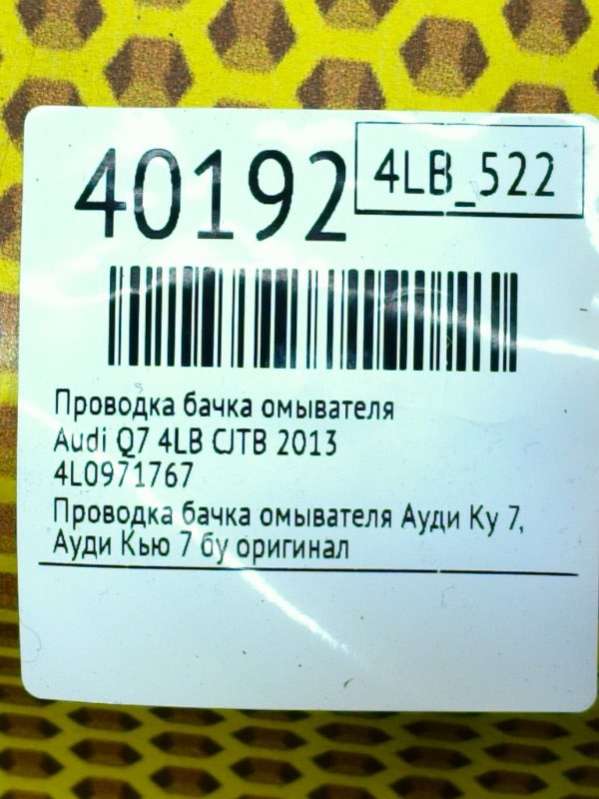 40192
4LB_522
Проводка бачка омывателя
Audi Q7 4LB CJTB 2013
4L0971767
Проводка бачка омывателя Ауди Ку 7,
Ауди Кью 7 бу оригинал